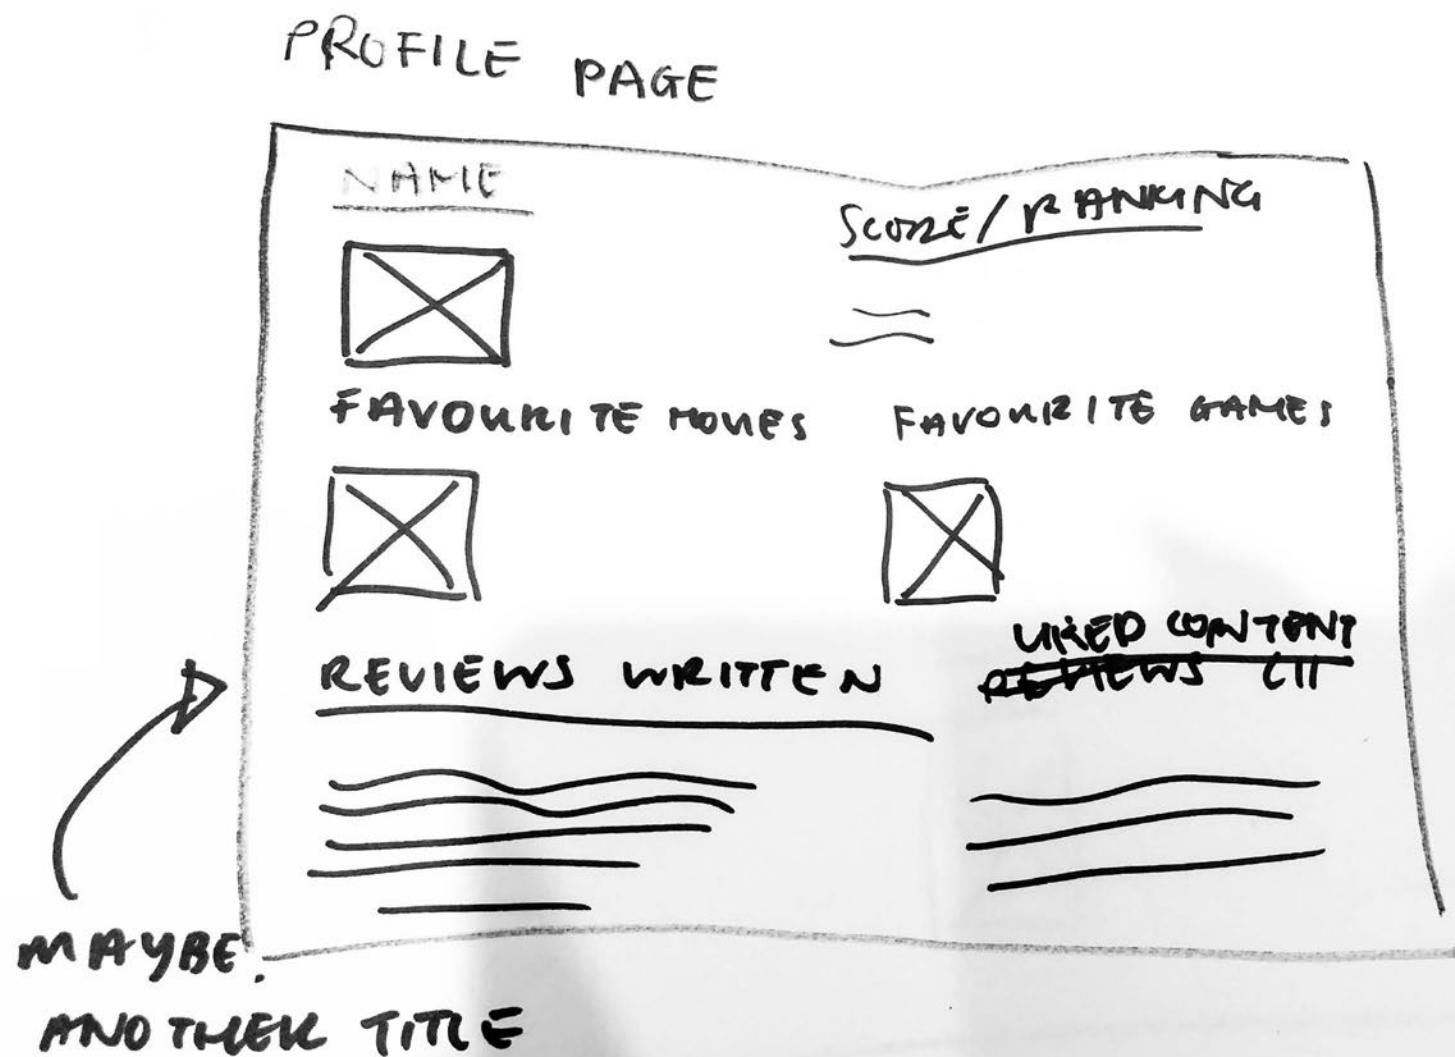 PROFILE PAGE
NAME
SCORE/RANKING
FAVOURITE MOVIES
FAVOURITE GAMES
LIKED CONTENT
REVIEWS WRITTEN
REVIEWS
MAYBE.
ANOTHER TITLE